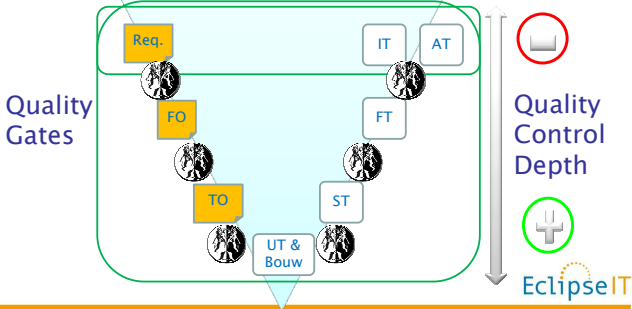 Req.
IT
AT
Quality
Gates
FO
FT
Quality
Control
Depth
TO
ST
UT &
Bouw
EclipseIT